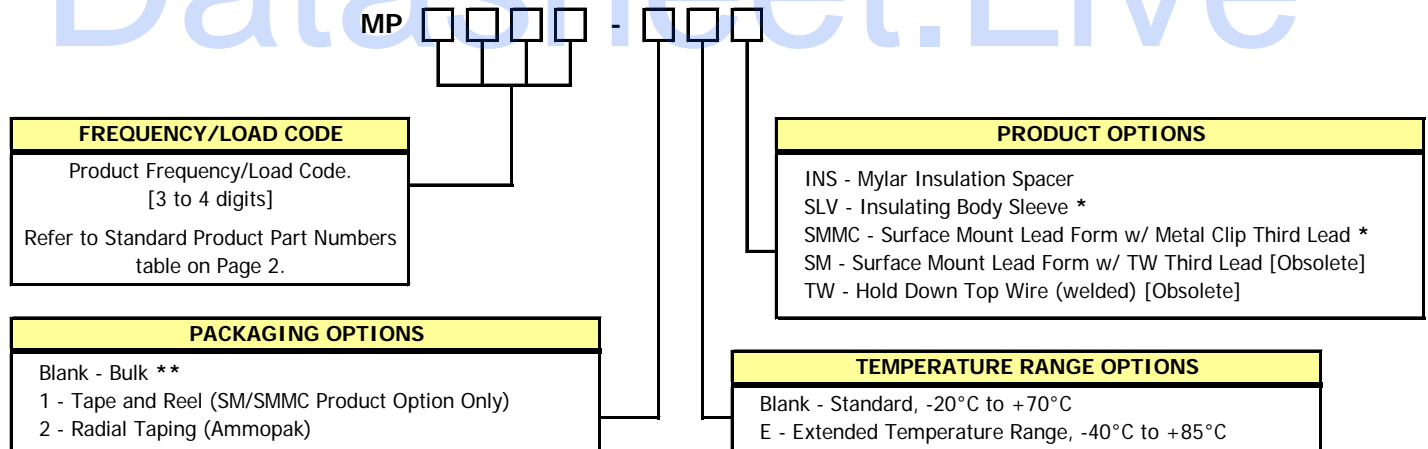 Datasheet.Live
MP -
FREQUENCY/LOAD CODE
Product Frequency/Load Code.
[3 to 4 digits]
Refer to Standard Product Part Numbers
table on Page 2.
PRODUCT OPTIONS
INS - Mylar Insulation Spacer
SLV - Insulating Body Sleeve *
SMMC - Surface Mount Lead Form w/ Metal Clip Third Lead *
SM - Surface Mount Lead Form w/ TW Third Lead [Obsolete]
TW - Hold Down Top Wire (welded) [Obsolete]
PACKAGING OPTIONS
Blank - Bulk **
1 - Tape and Reel (SM/SMMC Product Option Only)
2 - Radial Taping (Ammopak)
TEMPERATURE RANGE OPTIONS
Blank - Standard, -20°C to +70°C
E - Extended Temperature Range, -40°C to +85°C